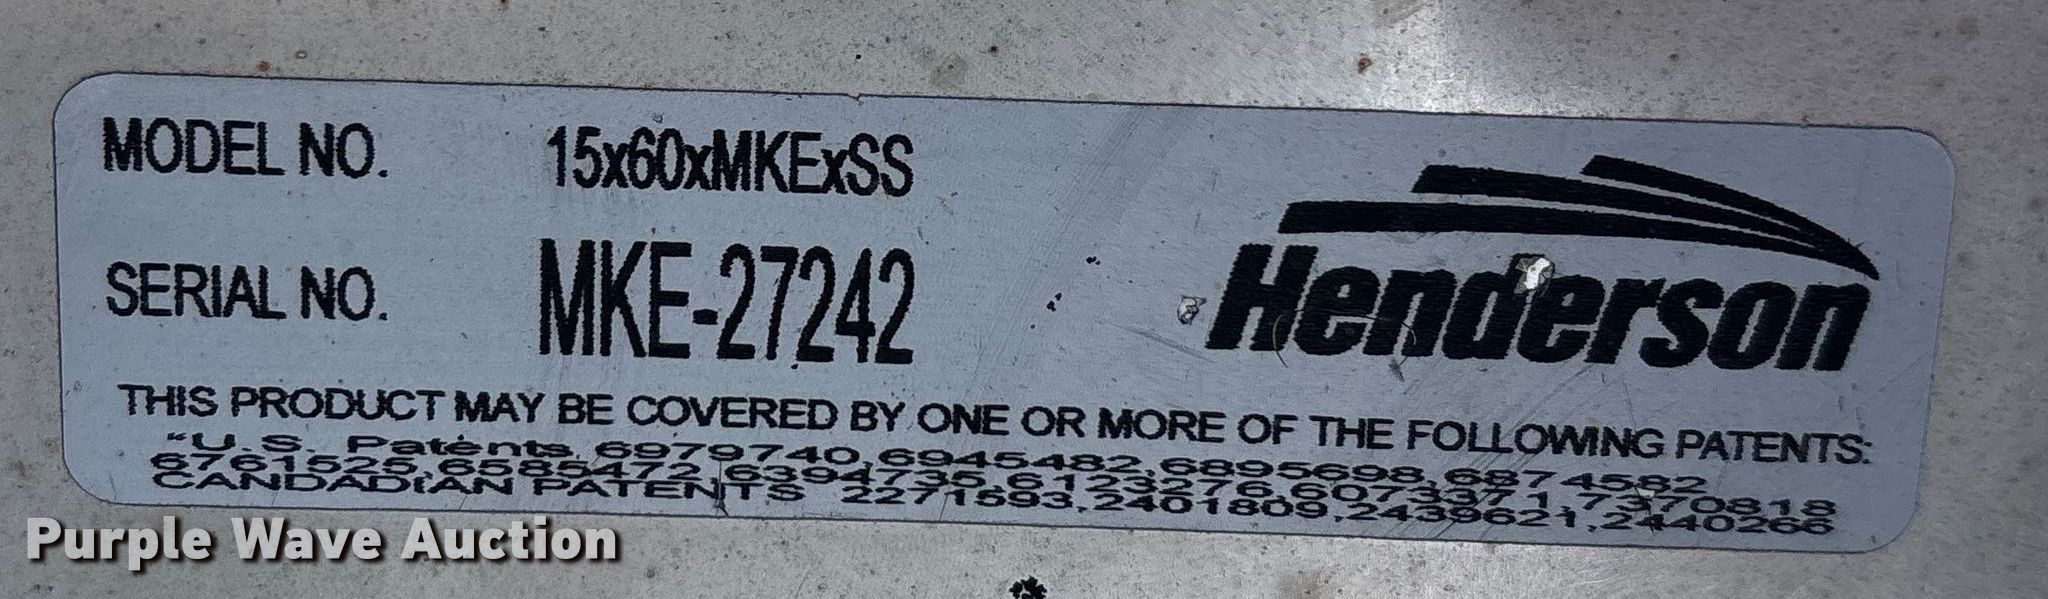 MODEL NO. 15x60xMKExSS
SERIAL NO. MKE-27242
Henderson
THIS PRODUCT MAY BE COVERED BY ONE OR MORE OF THE FOLLOWING PATENTS:
"U.S. Patents, 6979740,6945482,6895698,6874582
6761525,6585472,6394735,6123276,6073371,7370818
CANDADIAN PATENTS 2271593,2401809,2439621,2440266
Purple Wave Auction